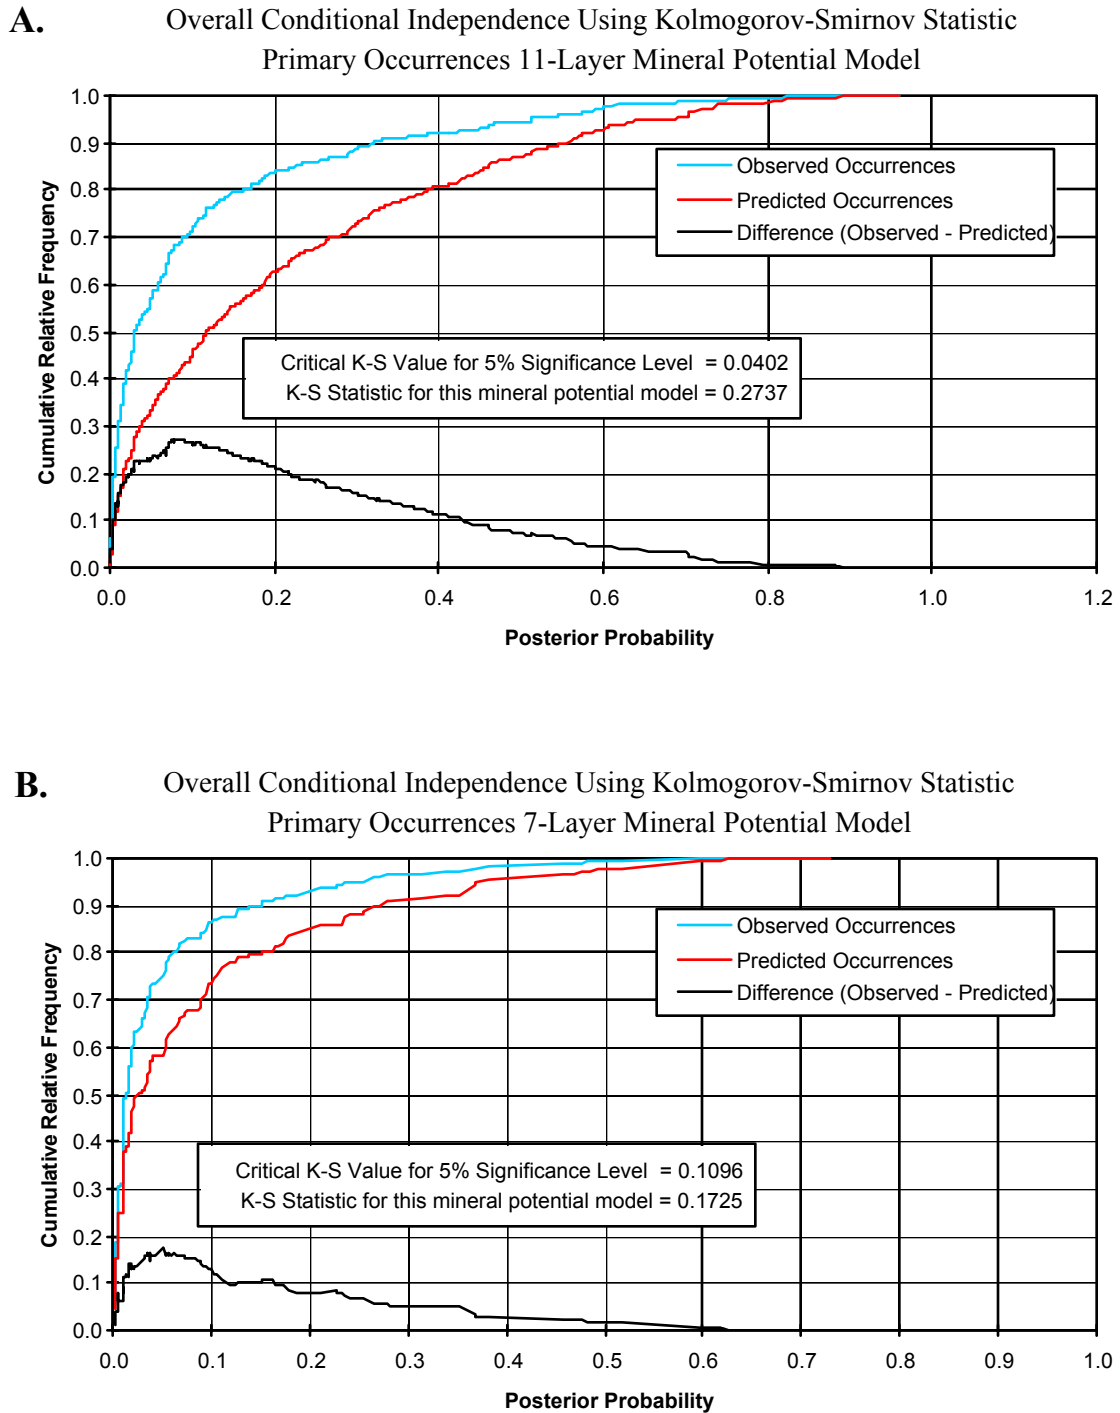 A.
Overall Conditional Independence Using Kolmogorov-Smirnov Statistic
Primary Occurrences 11-Layer Mineral Potential Model
Cumulative Relative Frequency
1.0
0.9
0.8
0.7
0.6
0.5
0.4
0.3
0.2
0.1
0.0
Observed Occurrences
Predicted Occurrences
Difference (Observed - Predicted)
Critical K-S Value for 5% Significance Level = 0.0402
K-S Statistic for this mineral potential model = 0.2737
0.0 0.2 0.4 0.6 0.8 1.0 1.2
Posterior Probability
B.
Overall Conditional Independence Using Kolmogorov-Smirnov Statistic
Primary Occurrences 7-Layer Mineral Potential Model
Cumulative Relative Frequency
1.0
0.9
0.8
0.7
0.6
0.5
0.4
0.3
0.2
0.1
0.0
Observed Occurrences
Predicted Occurrences
Difference (Observed - Predicted)
Critical K-S Value for 5% Significance Level = 0.1096
K-S Statistic for this mineral potential model = 0.1725
0.0 0.1 0.2 0.3 0.4 0.5 0.6 0.7 0.8 0.9 1.0
Posterior Probability